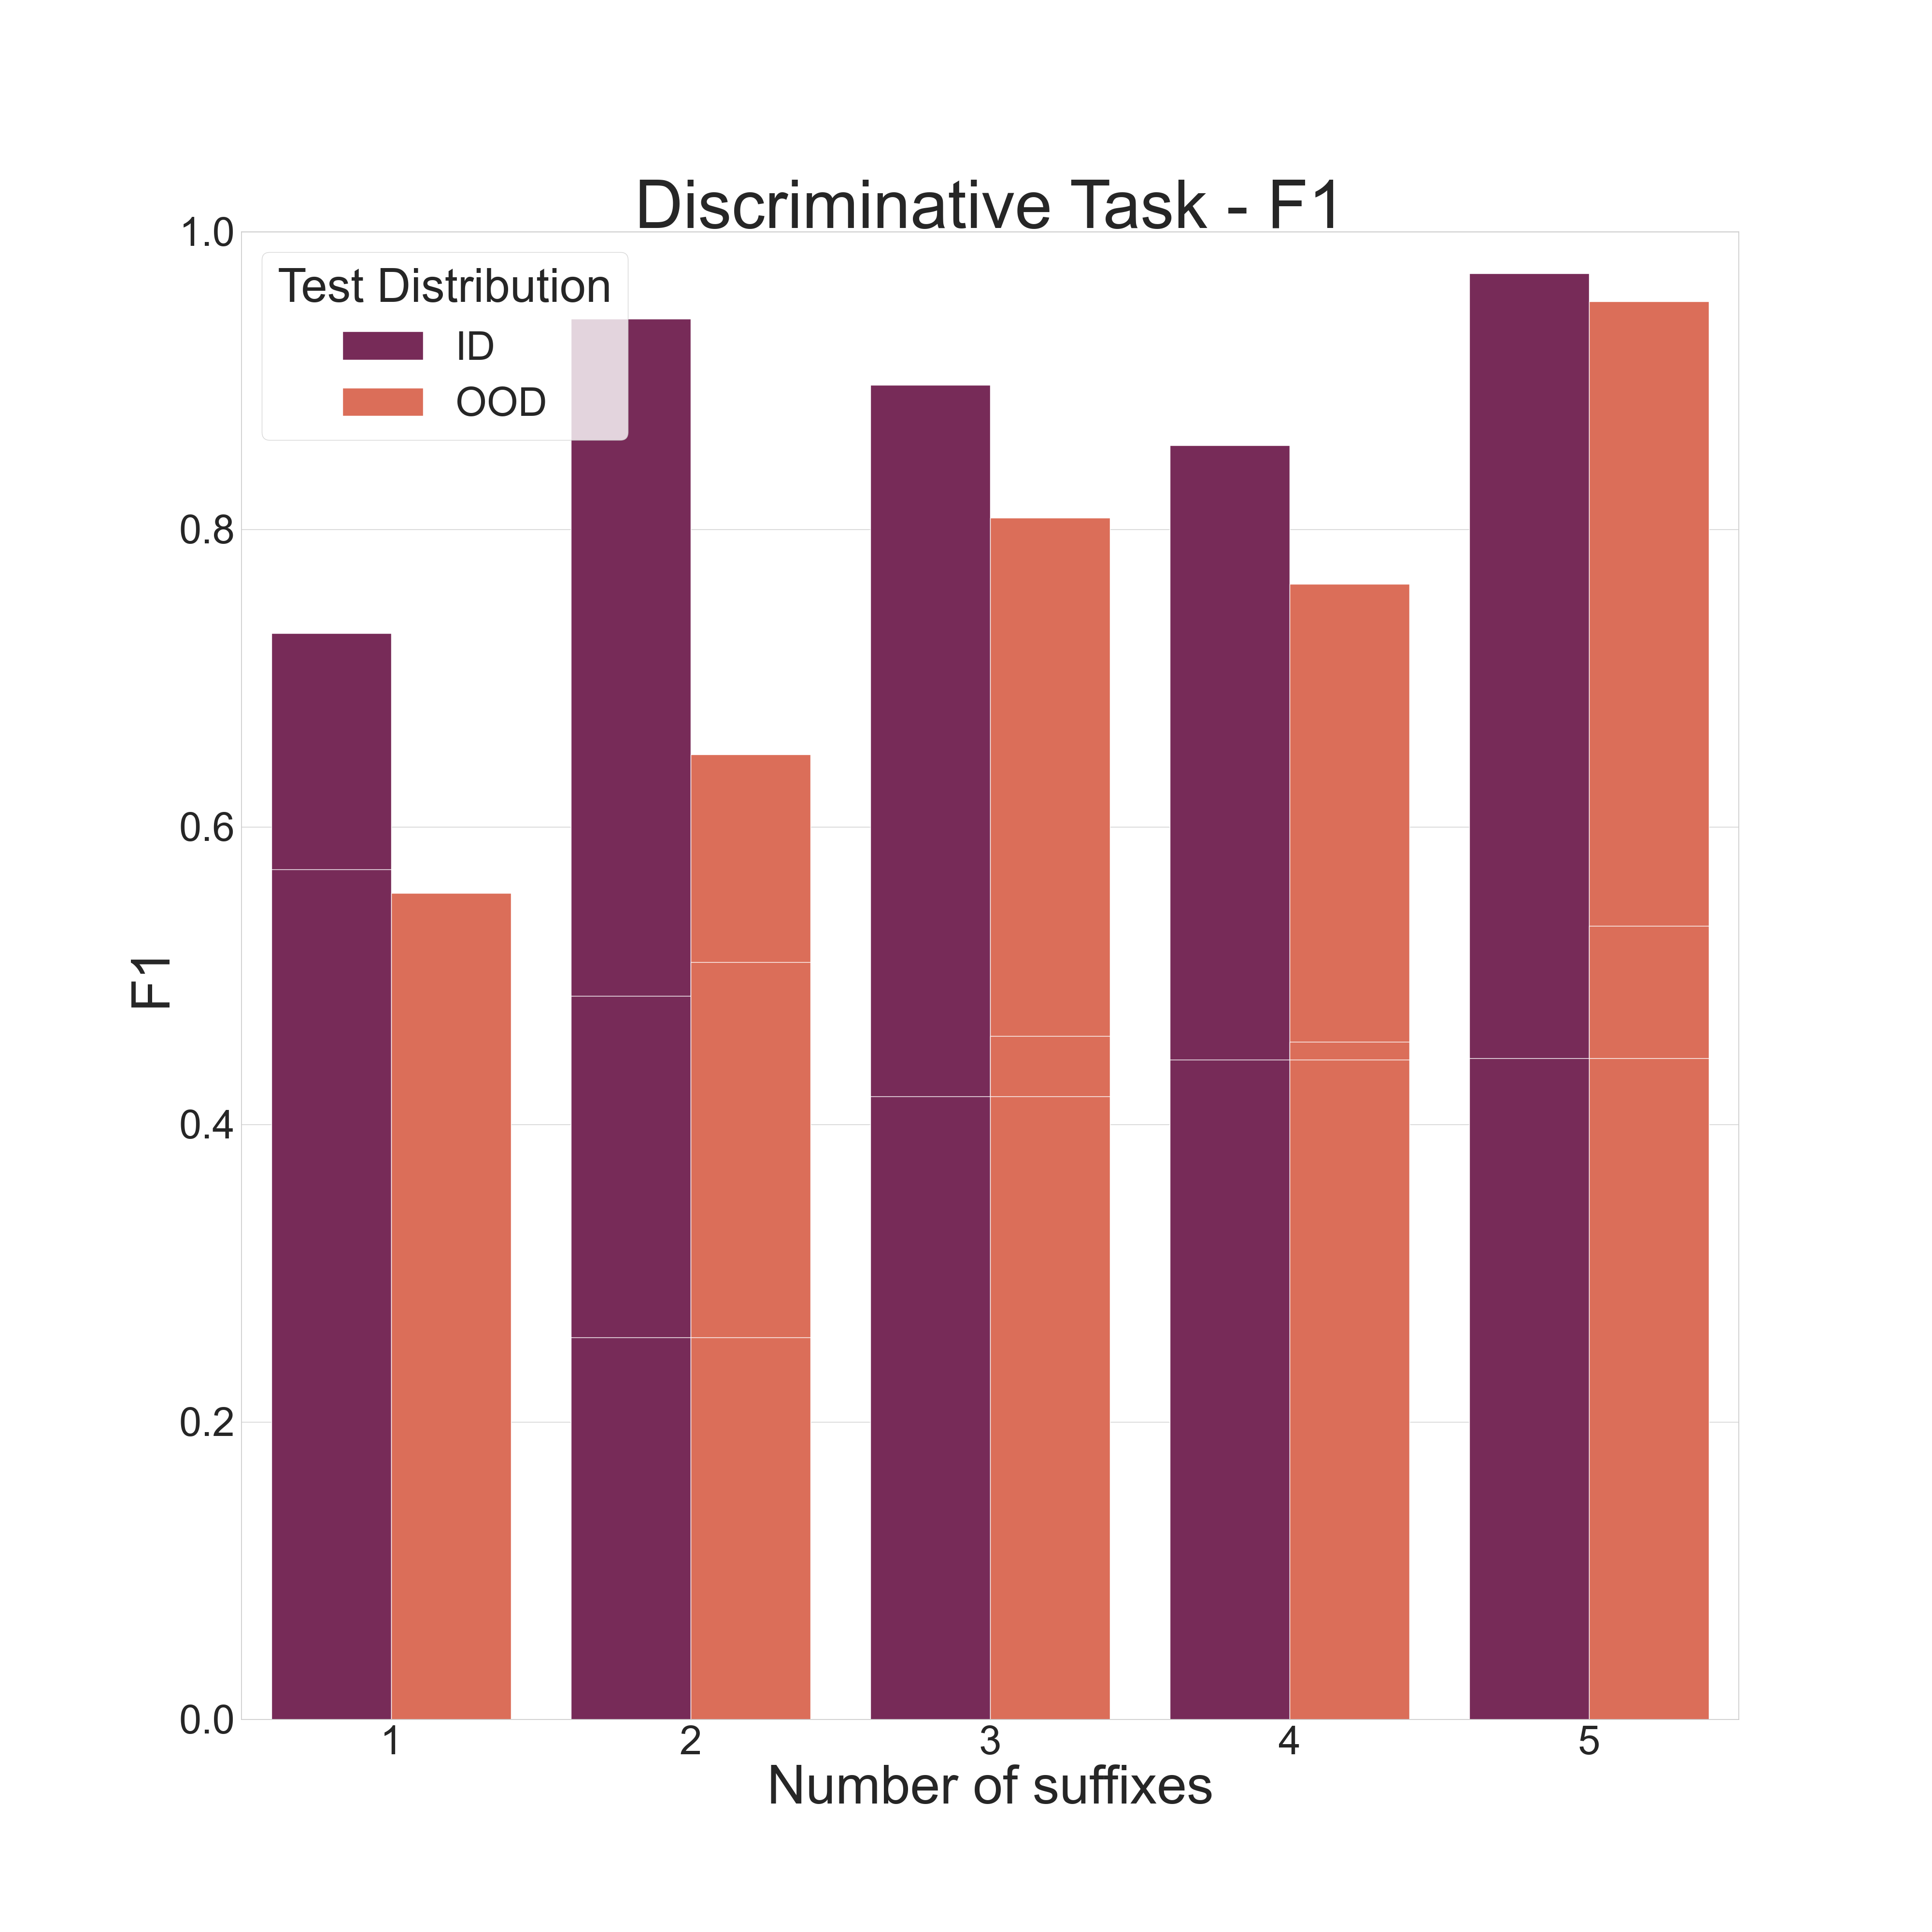 Discriminative Task - F1
1.0
Test Distribution
ID
OOD
0.8
0.6
F1
0.4
0.2
0.0
1 2 3 4 5
Number of suffixes